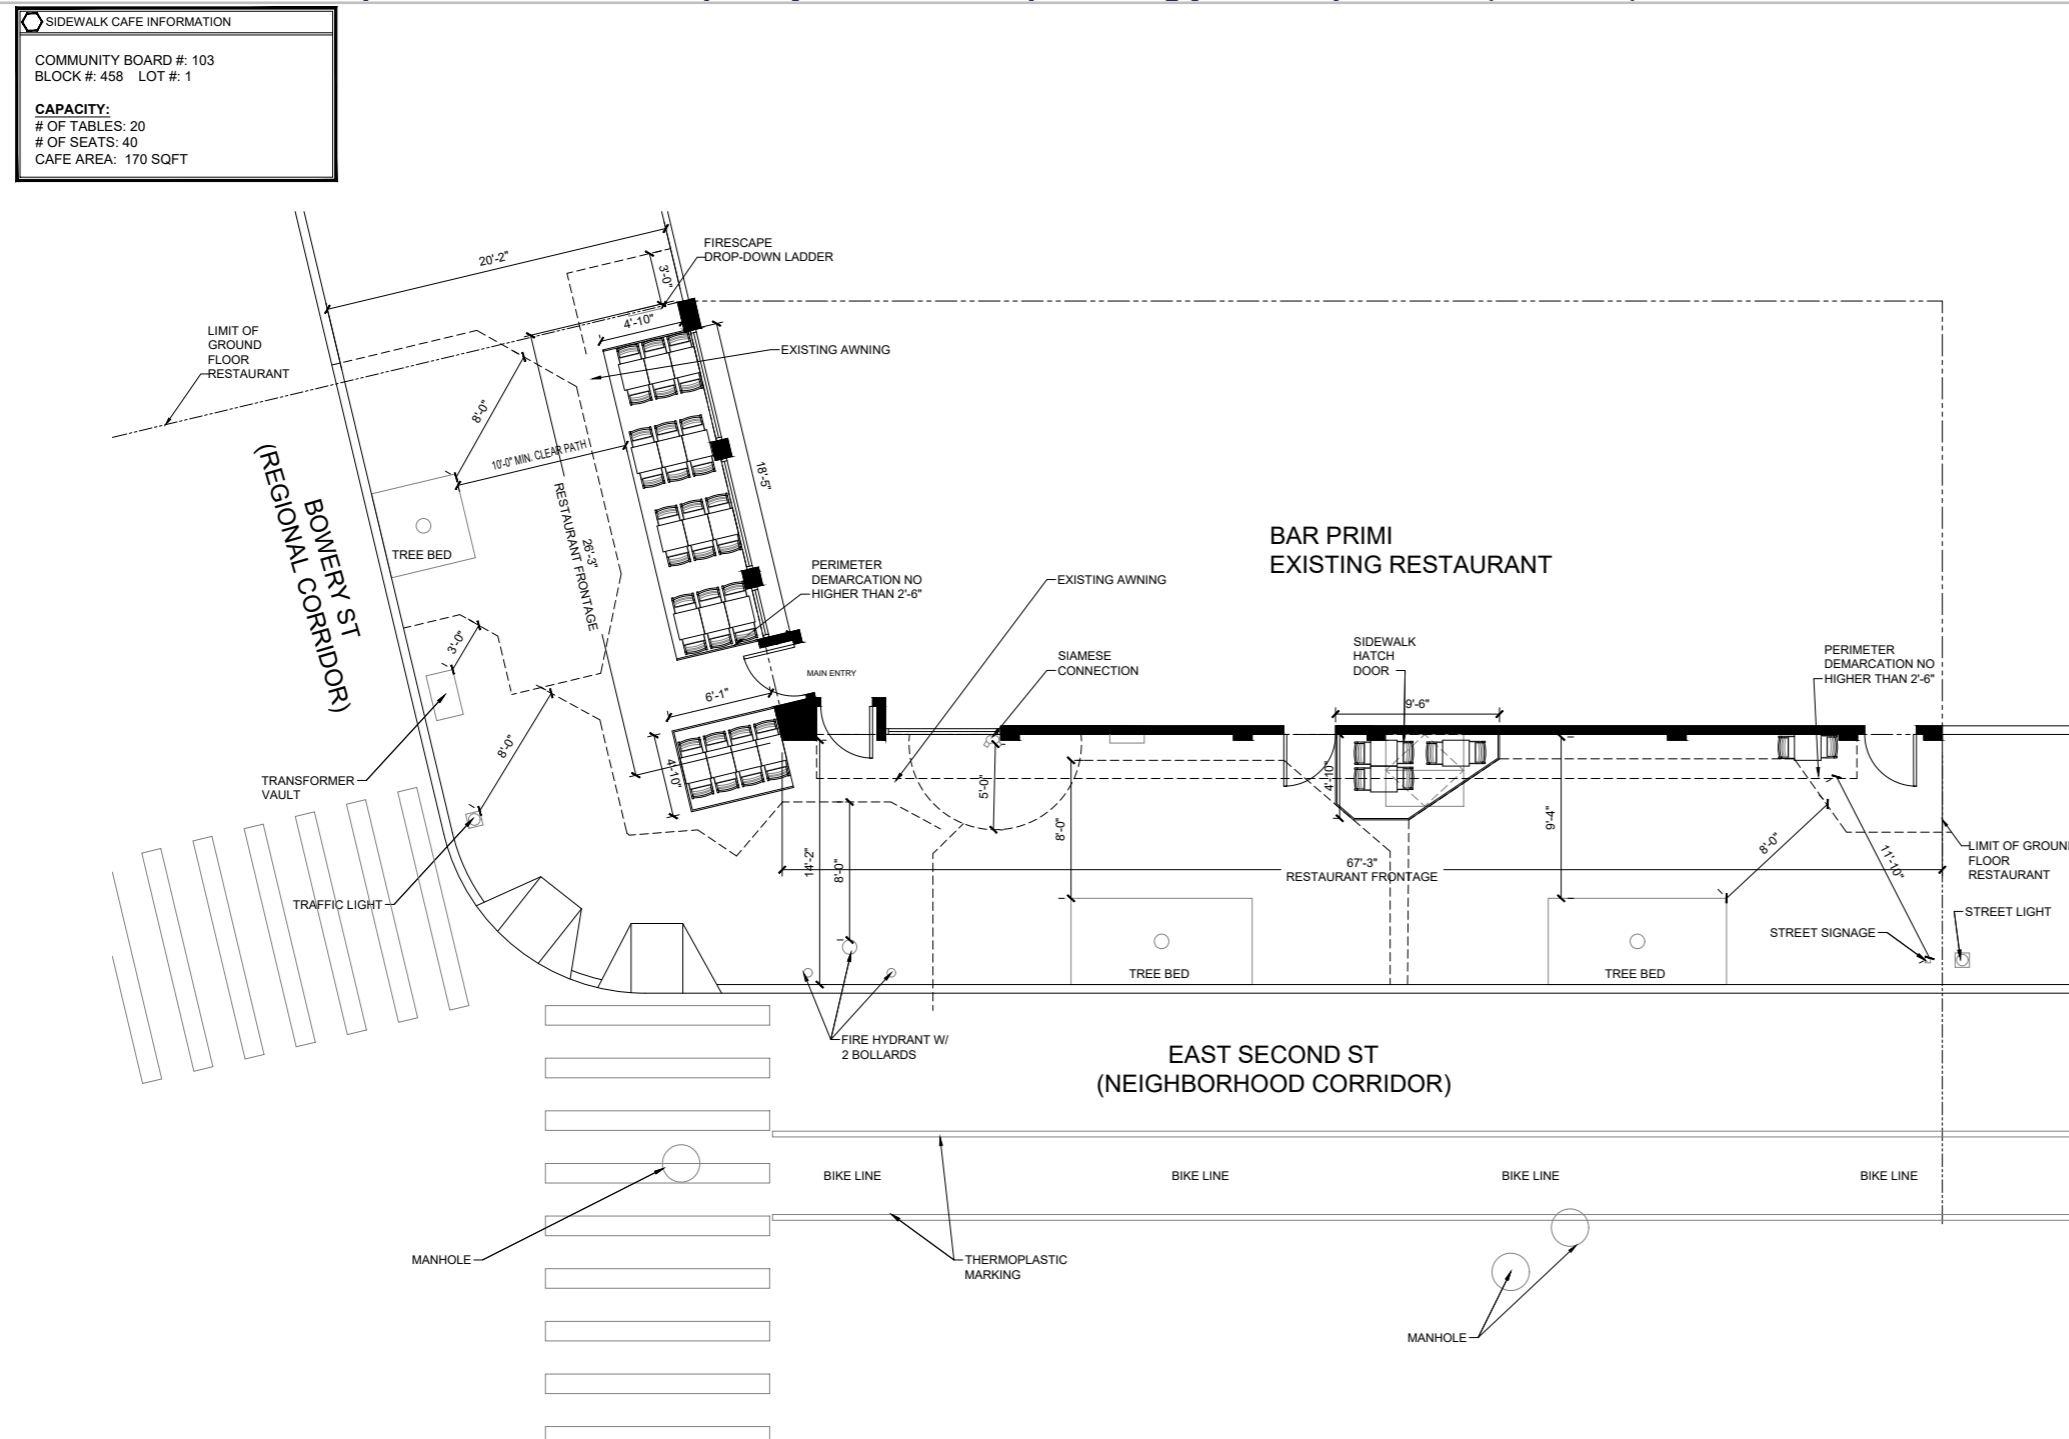 SIDEWALK CAFE INFORMATION
COMMUNITY BOARD #: 103
BLOCK #: 458 LOT #: 1
CAPACITY:
# OF TABLES: 20
# OF SEATS: 40
CAFE AREA: 170 SQFT
20'-2"
3'-0"
FIRESCAPE
DROP-DOWN LADDER
LIMIT OF
GROUND
FLOOR
RESTAURANT
4'-10"
EXISTING AWNING
8'-0"
10'-0" MIN. CLEAR PATH
18'-5"
26'-3"
RESTAURANT FRONTAGE
BOWERY ST
(REGIONAL CORRIDOR)
TREE BED
BAR PRIMI
EXISTING RESTAURANT
PERIMETER
DEMARCATION NO
HIGHER THAN 2'-6"
EXISTING AWNING
SIAMESE
CONNECTION
SIDEWALK
HATCH
DOOR
PERIMETER
DEMARCATION NO
HIGHER THAN 2'-6"
3'-0"
MAIN ENTRY
6'-1"
9'-6"
8'-0"
4'-10"
5'-0"
4'-10"
TRANSFORMER
VAULT
14'-2"
8'-0"
8'-0"
9'-4"
8'-0"
11'-10"
67'-3"
RESTAURANT FRONTAGE
LIMIT OF GROUND
FLOOR
RESTAURANT
TRAFFIC LIGHT
STREET LIGHT
STREET SIGNAGE
TREE BED
TREE BED
FIRE HYDRANT W/
2 BOLLARDS
EAST SECOND ST
(NEIGHBORHOOD CORRIDOR)
BIKE LINE
BIKE LINE
BIKE LINE
BIKE LINE
MANHOLE
THERMOPLASTIC
MARKING
MANHOLE